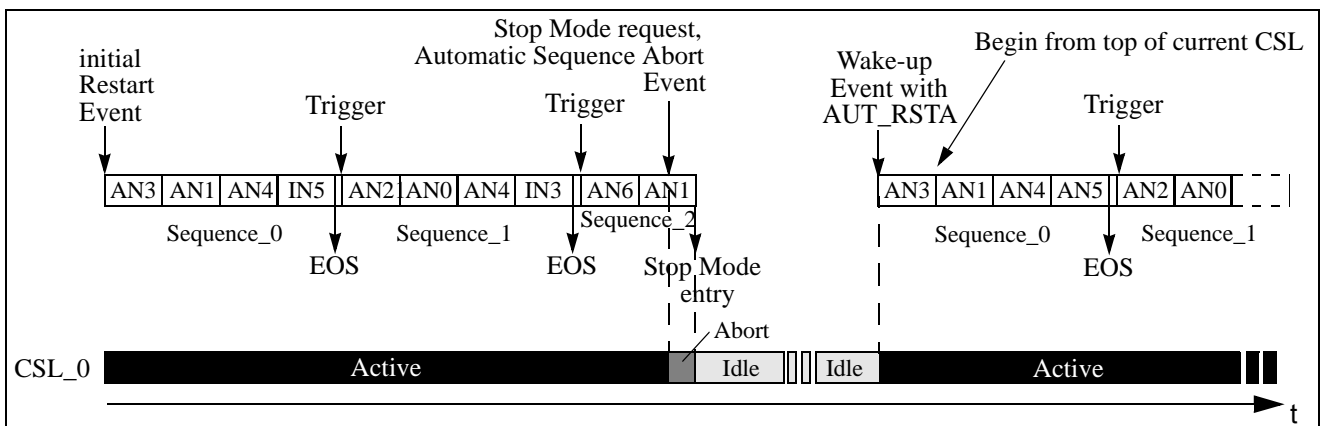 Stop Mode request,
Automatic Sequence Abort
Event
initial
Restart
Event
Trigger
Trigger
Wake-up
Event with
AUT_RSTA
Begin from top of current CSL
Trigger
AN3 AN1 AN4 IN5 AN21 AN0 AN4 IN3 AN6 AN1
AN3 AN1 AN4 AN5 AN2 AN0
Sequence_0
Sequence_1
Sequence_2
Sequence_0
Sequence_1
EOS
EOS
Stop Mode
entry
EOS
Abort
CSL_0
Active
Idle
Idle
Active
t